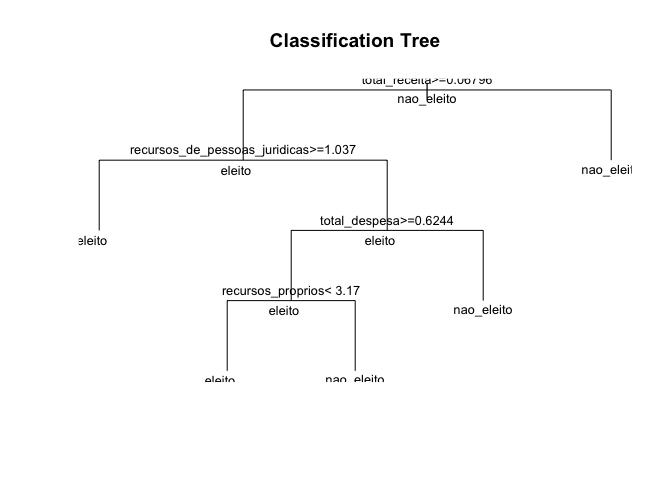 Classification Tree
total_receita>=0.06796
nao_eleito
recursos_de_pessoas_juridicas>=1.037
eleito
nao_eleit
total_despesa>=0.6244
eleito
eleito
recursos_proprios< 3.17
eleito
nao_eleito
eleito
nao_eleito